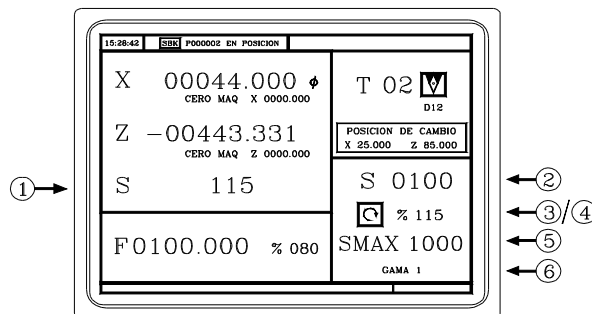 15:28:42 SBK P000002 EN POSICION
X 00044.000 ø
CERO MAQ X 0000.000
Z -00443.331
CERO MAQ Z 0000.000
S 115
F0100.000 % 080
T 02
D12
POSICION DE CAMBIO
X 25.000 Z 85.000
S 0100
% 115
SMAX 1000
GAMA 1
1
2
3/4
5
6